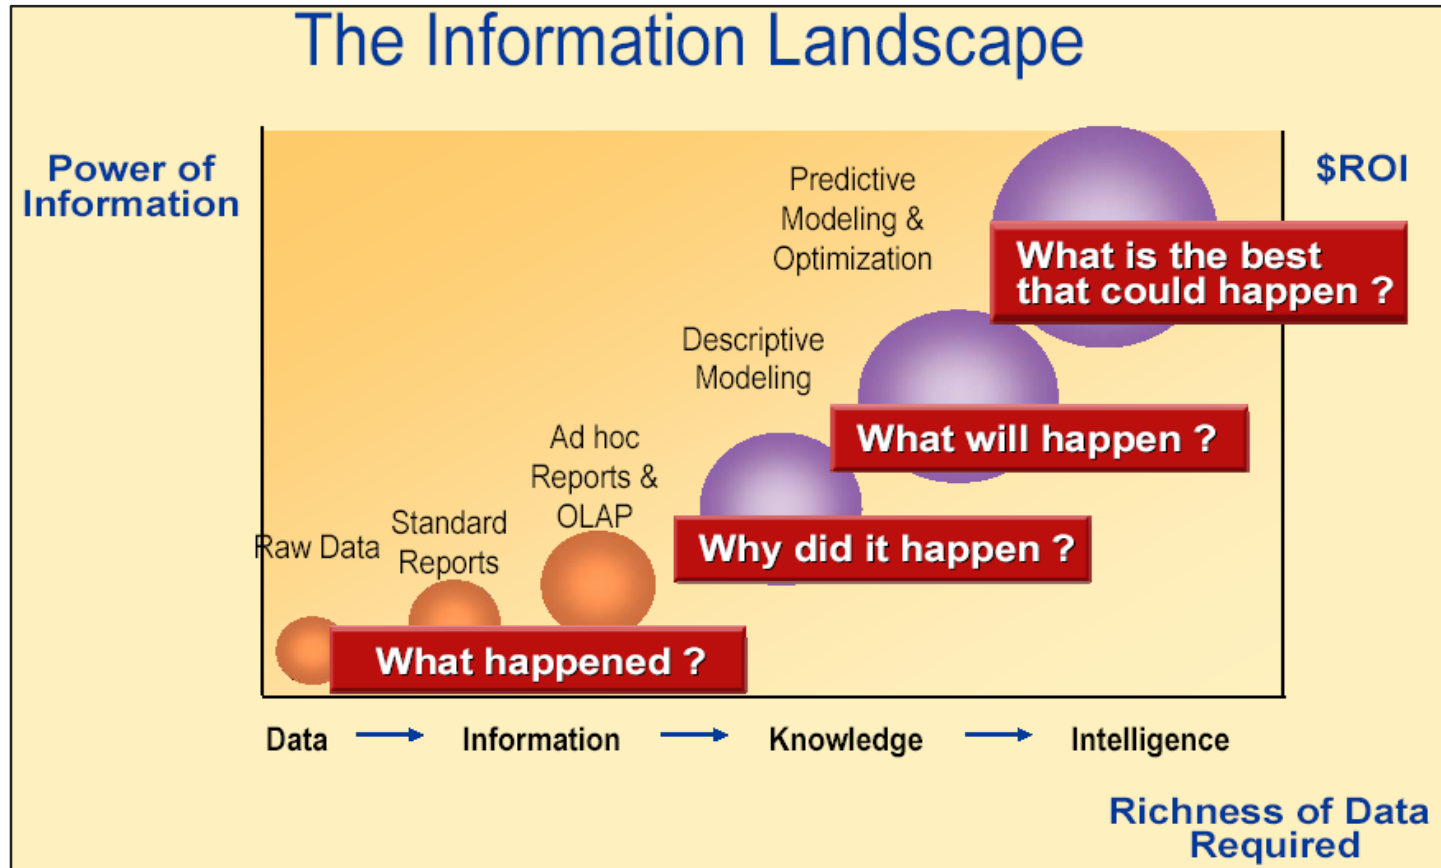 The Information Landscape
Power of
Information
$ROI
Predictive
Modeling &
Optimization
What is the best
that could happen ?
Descriptive
Modeling
What will happen ?
Ad hoc
Reports &
OLAP
Why did it happen ?
Standard
Reports
Raw Data
What happened ?
Data
Information
Knowledge
Intelligence
Richness of Data
Required